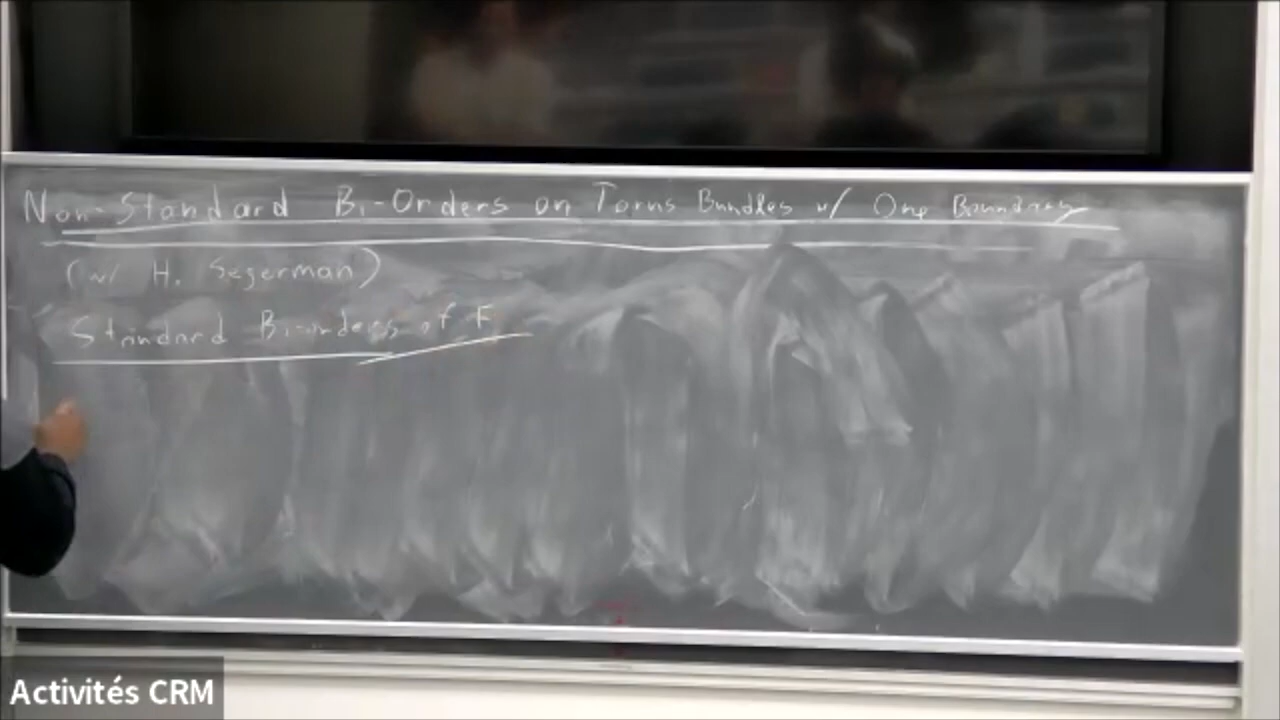 Non-Standard Bi-Orders on Torus Bundles w/ One Boundary
(w/ H. Segerman)
Standard Bi-orders of F
Activités CRM